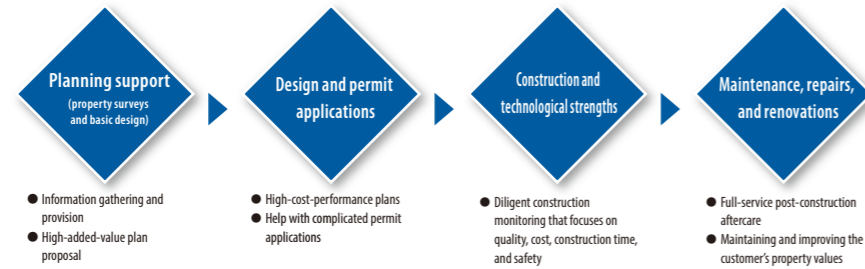 Planning support
(property surveys
and basic design)
Design and permit
applications
Construction and
technological strengths
Maintenance, repairs,
and renovations
● Information gathering and
provision
● High-added-value plan
proposal
● High-cost-performance plans
● Help with complicated permit
applications
● Diligent construction
monitoring that focuses on
quality, cost, construction time,
and safety
● Full-service post-construction
aftercare
● Maintaining and improving the
customer's property values